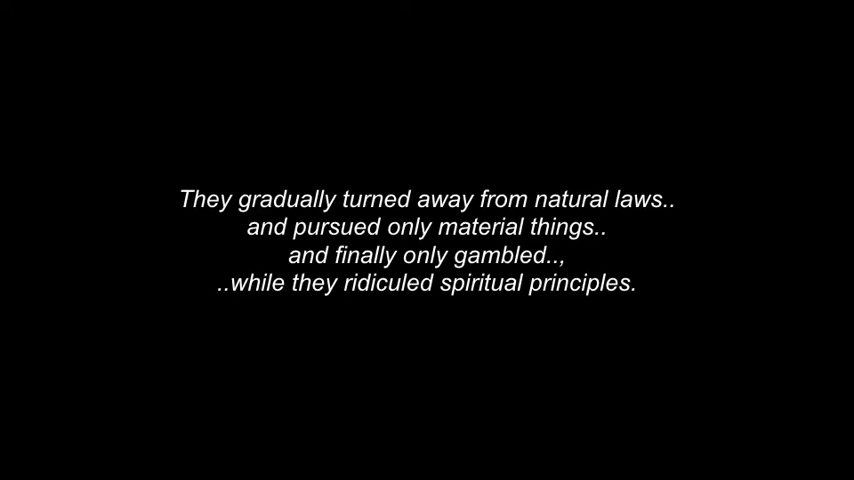 They gradually turned away from natural laws..
and pursued only material things..
and finally only gambled..,
..while they ridiculed spiritual principles.